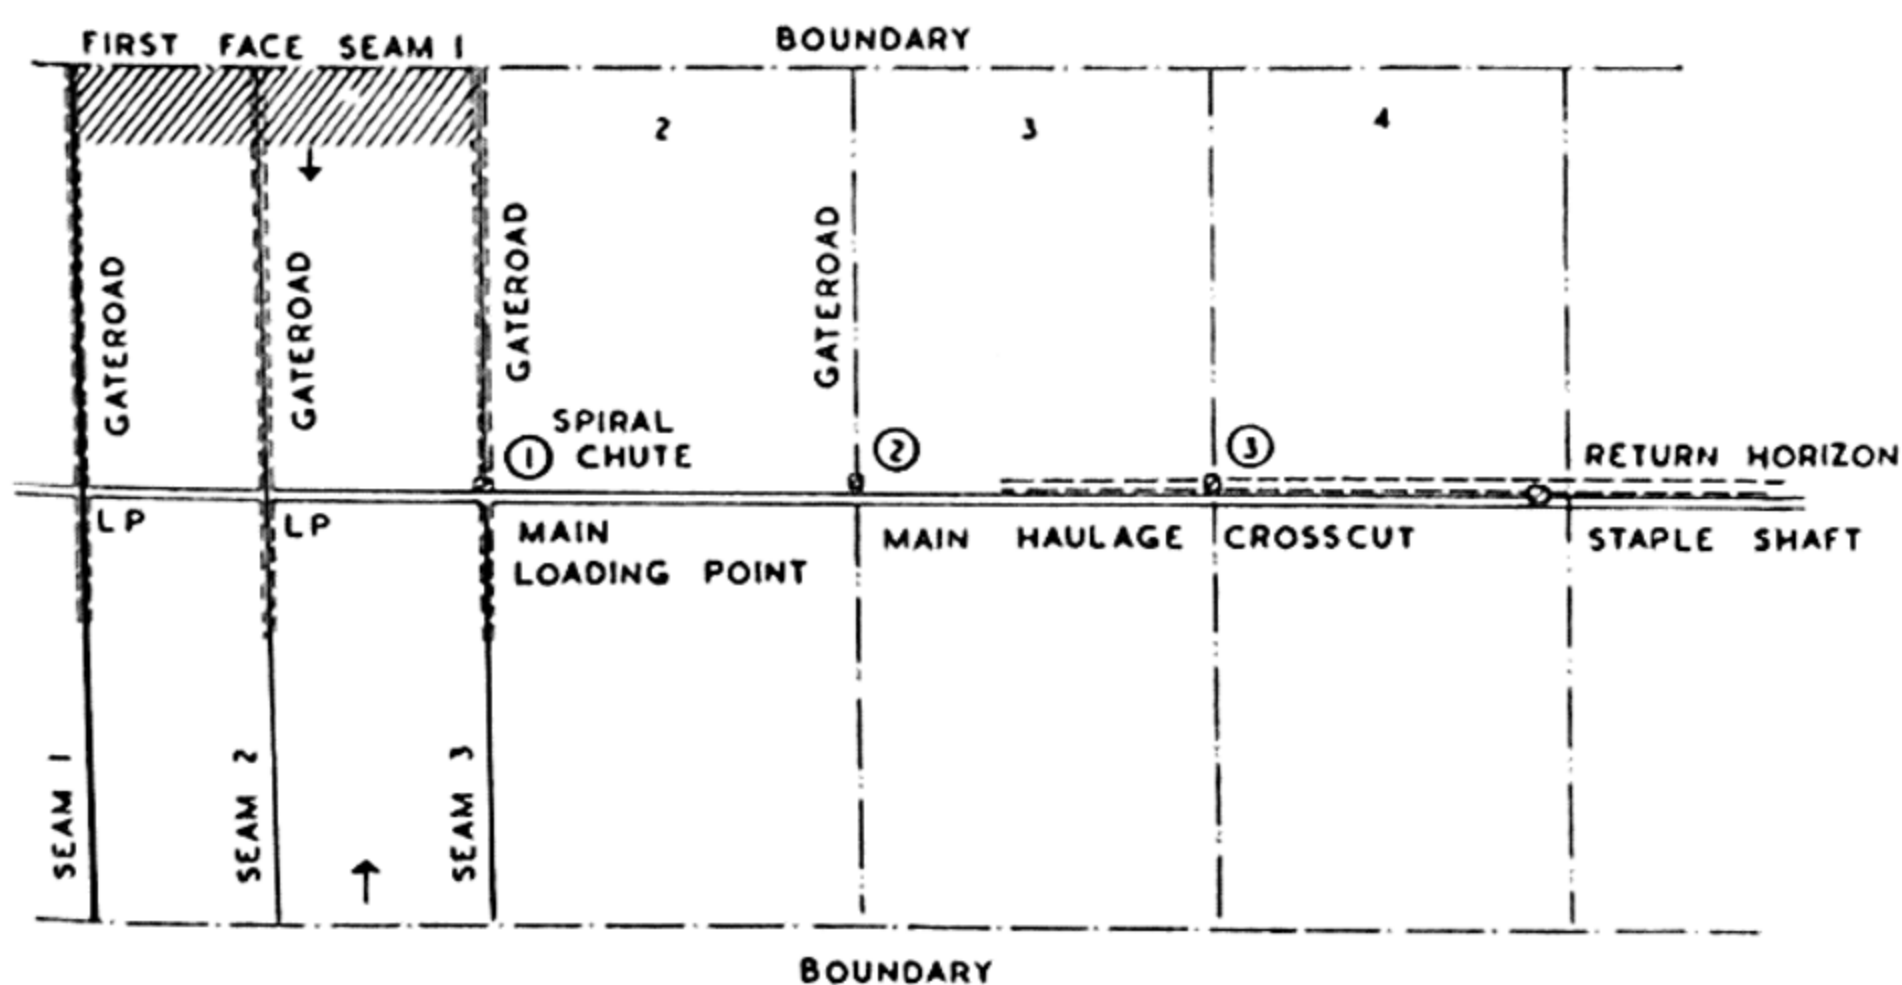 FIRST FACE SEAM 1
BOUNDARY
2
3
4
GATEROAD
GATEROAD
GATEROAD
GATEROAD
1
SPIRAL
CHUTE
2
3
RETURN HORIZON
LP
LP
MAIN
LOADING POINT
MAIN HAULAGE CROSSCUT
STAPLE SHAFT
SEAM 1
SEAM 2
SEAM 3
BOUNDARY